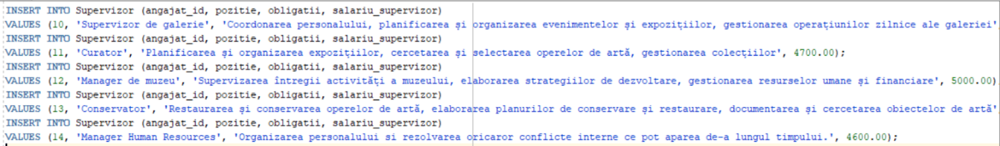 INSERT INTO Supervizor (angajat_id, pozitie, obligatii, salariu_supervizor)
VALUES (10, 'Supervizor de galerie', 'Coordonarea personalului, planificarea și organizarea evenimentelor și expozițiilor, gestionarea operațiunilor zilnice ale galeriei'
INSERT INTO Supervizor (angajat_id, pozitie, obligatii, salariu_supervizor)
VALUES (11, 'Curator', 'Planificarea și organizarea expozițiilor, cercetarea și selectarea operelor de artă, gestionarea colecțiilor', 4700.00);
INSERT INTO Supervizor (angajat_id, pozitie, obligatii, salariu_supervizor)
VALUES (12, 'Manager de muzeu', 'Supervizarea întregii activități a muzeului, elaborarea strategiilor de dezvoltare, gestionarea resurselor umane și financiare', 5000.00)
INSERT INTO Supervizor (angajat_id, pozitie, obligatii, salariu_supervizor)
VALUES (13, 'Conservator', 'Restaurarea și conservarea operelor de artă, elaborarea planurilor de conservare și restaurare, documentarea și cercetarea obiectelor de artă'
INSERT INTO Supervizor (angajat_id, pozitie, obligatii, salariu_supervizor)
VALUES (14, 'Manager Human Resources', 'Organizarea personalului si rezolvarea oricaror conflicte interne ce pot aparea de-a lungul timpului.', 4600.00);